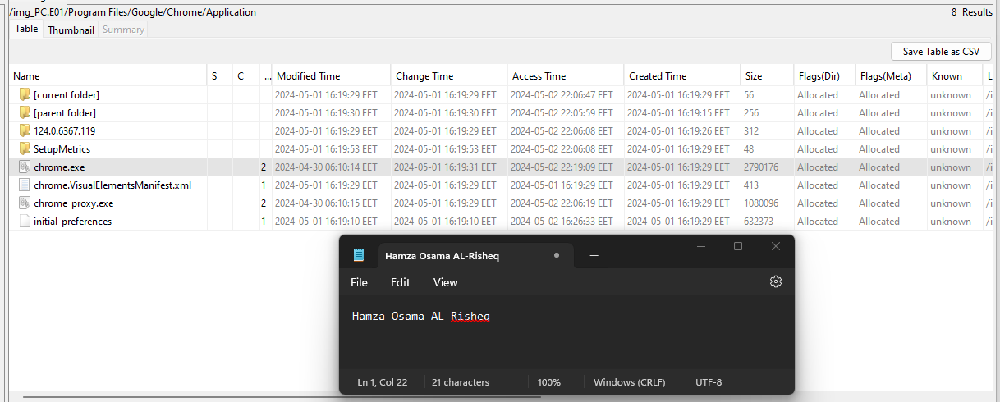 /img_PC.E01/Program Files/Google/Chrome/Application 8 Results
Table Thumbnail Summary
Save Table as CSV
Name S C ... Modified Time Change Time Access Time Created Time Size Flags(Dir) Flags(Meta) Known L
[current folder] 2024-05-01 16:19:29 EET 2024-05-01 16:19:29 EET 2024-05-02 22:06:47 EET 2024-05-01 16:19:29 EET 56 Allocated Allocated unknown /i
[parent folder] 2024-05-01 16:19:30 EET 2024-05-01 16:19:30 EET 2024-05-02 22:05:59 EET 2024-05-01 16:19:15 EET 256 Allocated Allocated unknown /i
124.0.6367.119 2024-05-01 16:19:29 EET 2024-05-01 16:19:29 EET 2024-05-02 22:06:08 EET 2024-05-01 16:19:26 EET 312 Allocated Allocated unknown /i
SetupMetrics 2024-05-01 16:19:53 EET 2024-05-01 16:19:53 EET 2024-05-02 22:06:08 EET 2024-05-01 16:19:29 EET 48 Allocated Allocated unknown /i
chrome.exe 2 2024-04-30 06:10:14 EET 2024-05-01 16:19:31 EET 2024-05-02 22:19:09 EET 2024-05-01 16:19:29 EET 2790176 Allocated Allocated unknown /i
chrome.VisualElementsManifest.xml 1 2024-05-01 16:19:29 EET 2024-05-01 16:19:29 EET 2024-05-01 16:19:29 EET 2024-05-01 16:19:29 EET 413 Allocated Allocated unknown /i
chrome_proxy.exe 2 2024-04-30 06:10:15 EET 2024-05-01 16:19:29 EET 2024-05-02 22:06:19 EET 2024-05-01 16:19:29 EET 1080096 Allocated Allocated unknown /i
initial_preferences 1 2024-05-01 16:19:10 EET 2024-05-01 16:19:10 EET 2024-05-02 16:26:33 EET 2024-05-01 16:19:29 EET 632373 Allocated Allocated unknown /i
Hamza Osama AL-Risheq
File Edit View
Hamza Osama AL-Risheq
Ln 1, Col 22 21 characters 100% Windows (CRLF) UTF-8